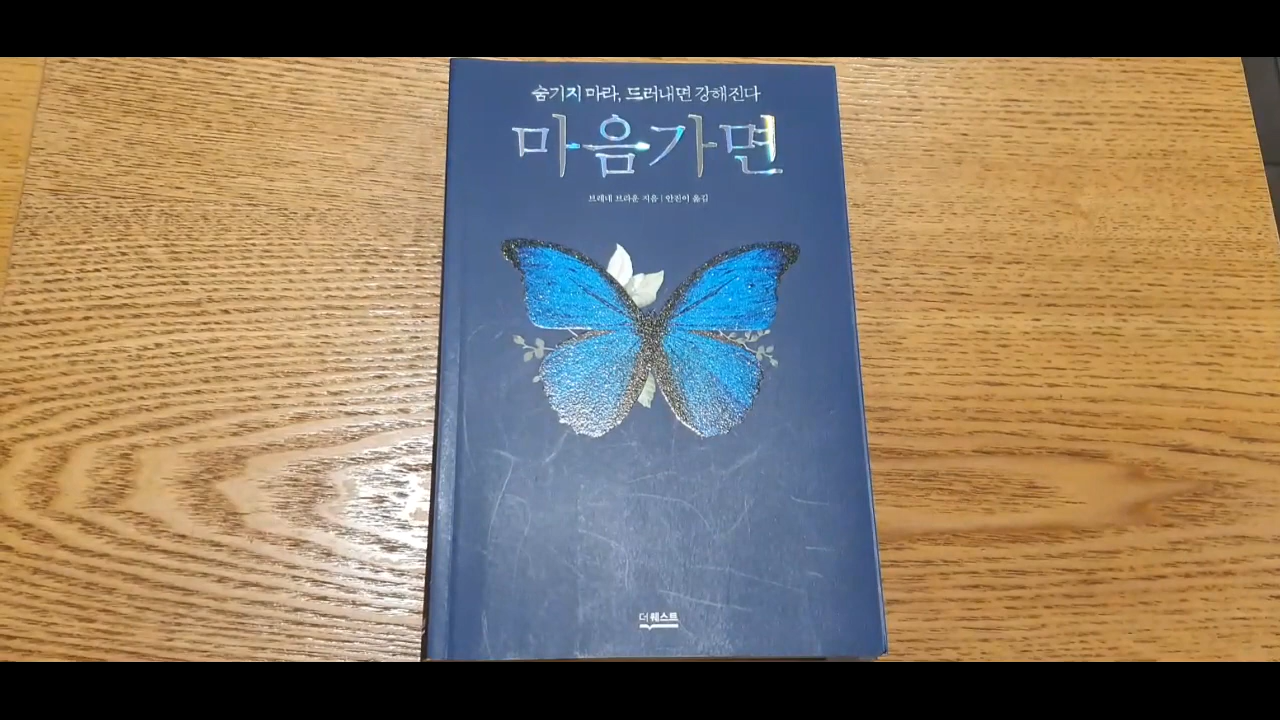 숨기지 마라, 드러내면 강해진다
마음가면
브레네 브라운 지음 | 안진이 옮김
더퀘스트